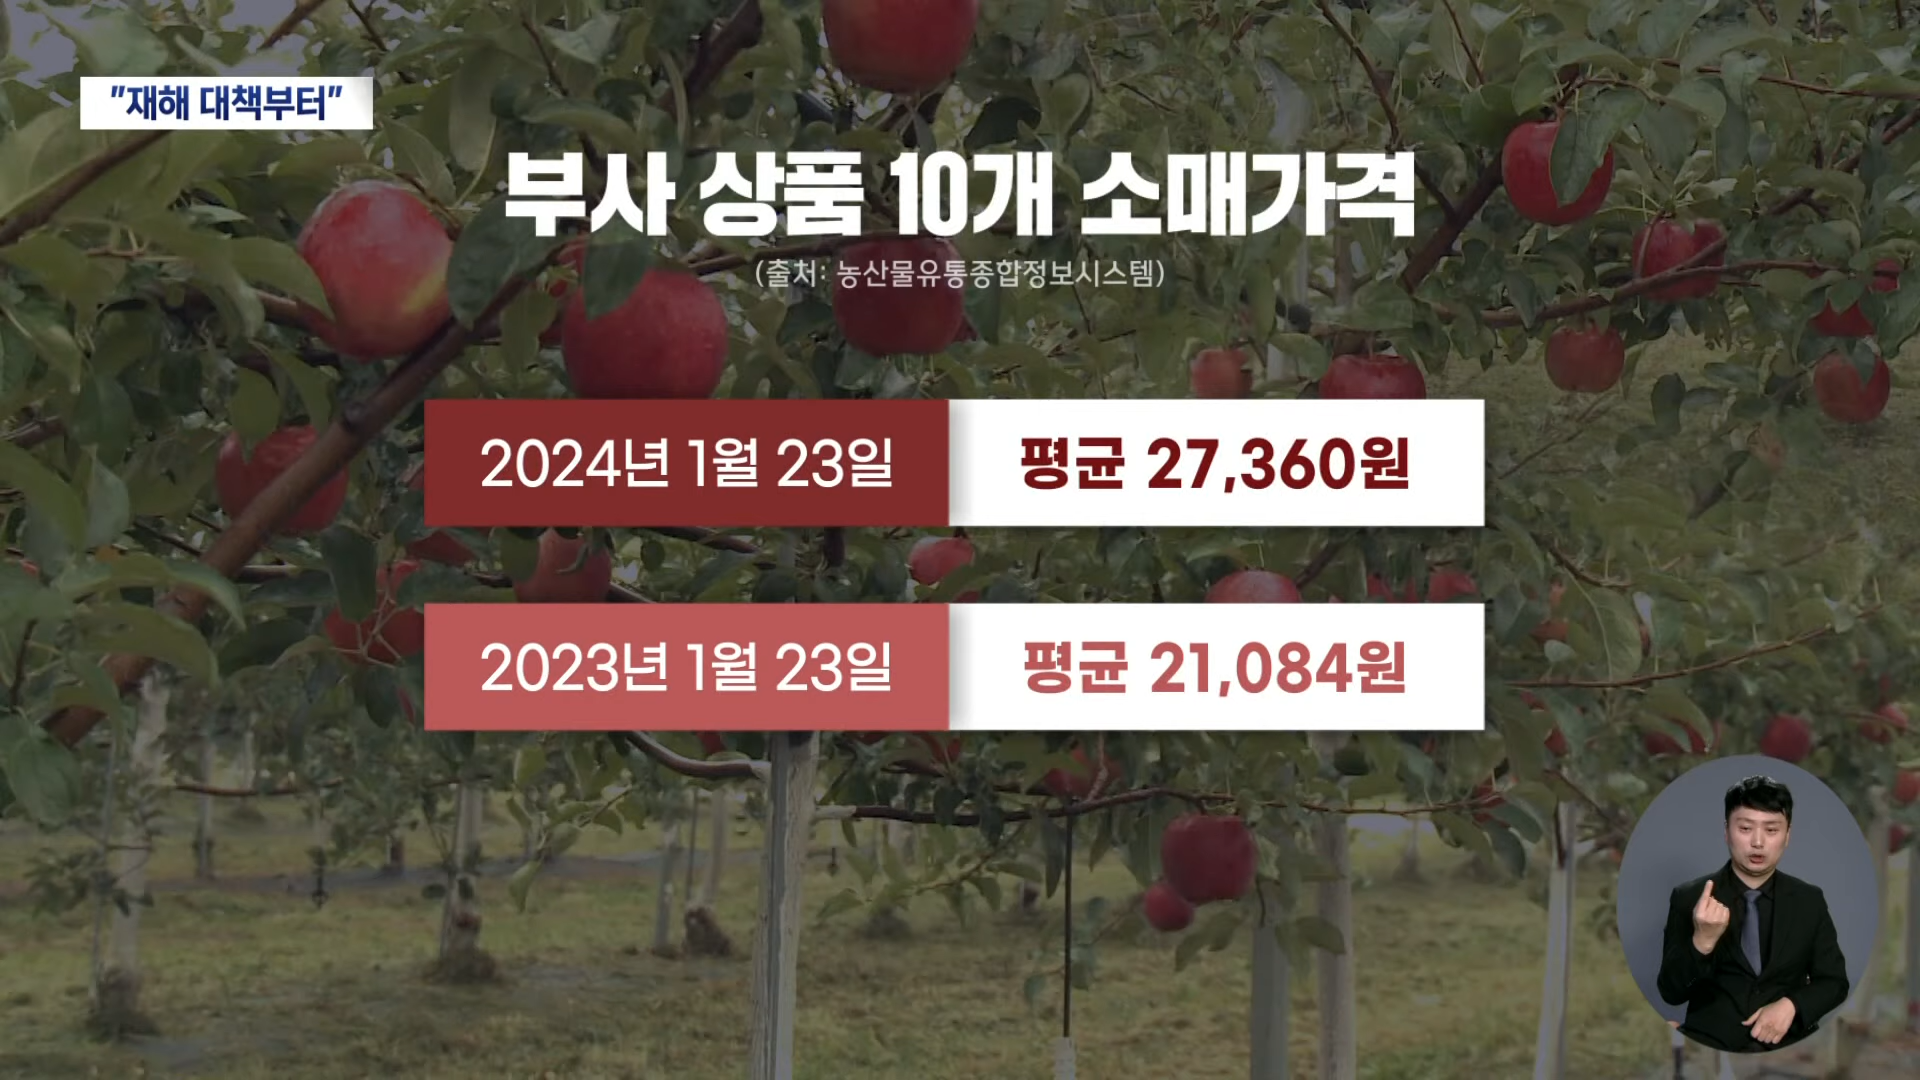 "재해 대책부터"
부사 상품 10개 소매가격
(출처: 농산물유통종합정보시스템)
2024년 1월 23일 평균 27,360원
2023년 1월 23일 평균 21,084원